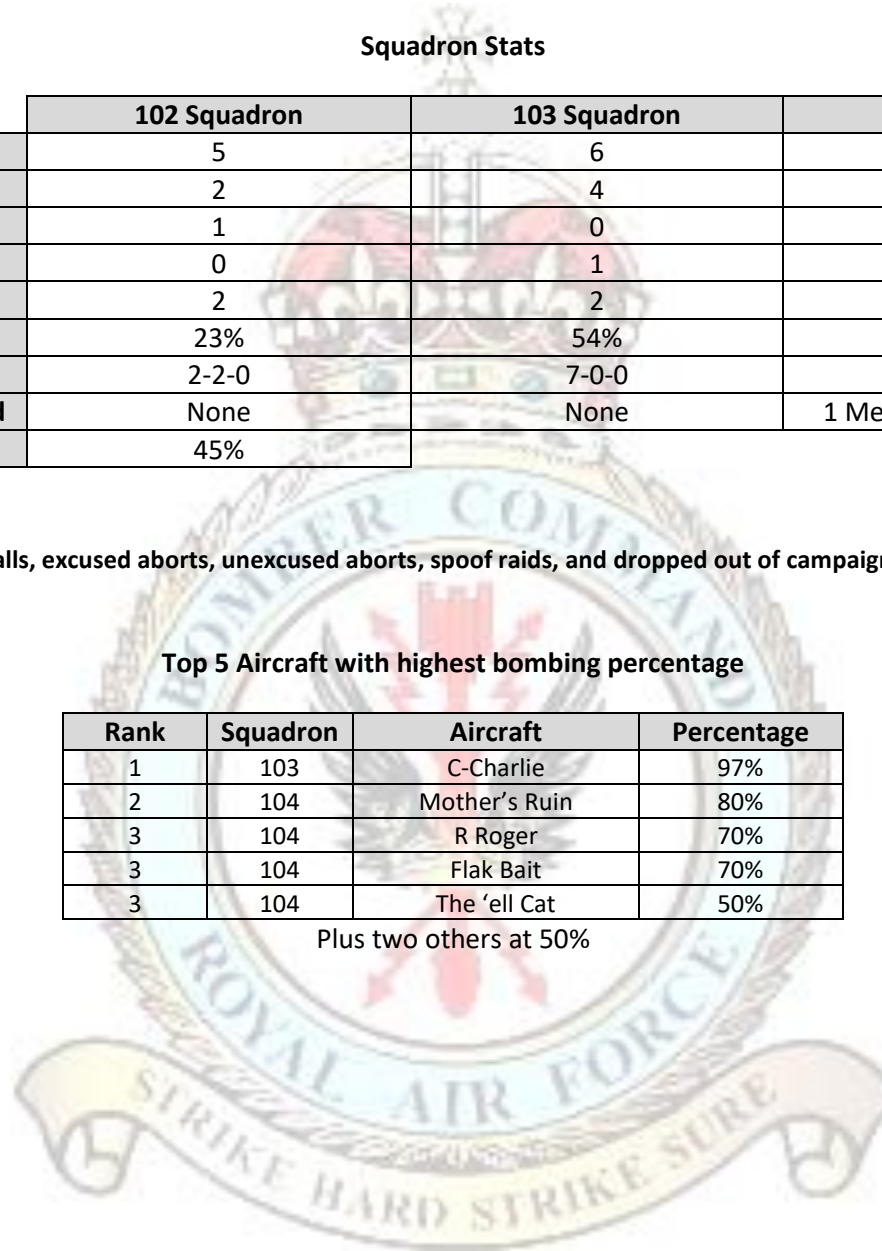 Squadron Stats
102 Squadron 103 Squadron
5 6
2 4
1 0
0 1
2 2
23% 54%
2-2-0 7-0-0
d None None 1 Me
45%
alls, excused aborts, unexcused aborts, spoof raids, and dropped out of campaign
Top 5 Aircraft with highest bombing percentage
Rank Squadron Aircraft Percentage
1 103 C-Charlie 97%
2 104 Mother’s Ruin 80%
3 104 R Roger 70%
3 104 Flak Bait 70%
3 104 The ‘ell Cat 50%
Plus two others at 50%
BOMBER COMMAND
ROYAL AIR FORCE
STRIKE HARD STRIKE SURE